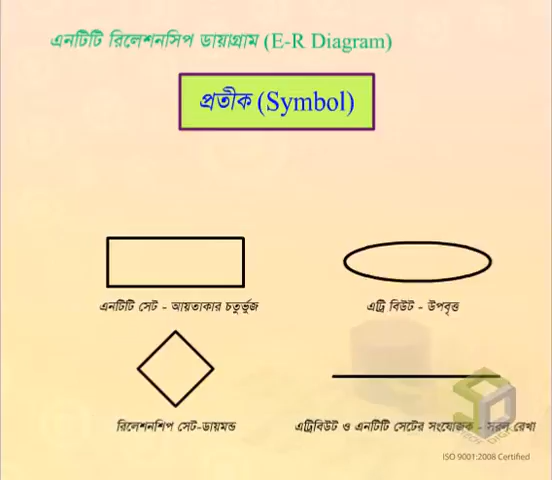 এনটিটি রিলেশনসিপ ডায়াগ্রাম (E-R Diagram)
প্রতীক (Symbol)
এনটিটি সেট - আয়তাকার চতুর্ভুজ
এট্রি বিউট - উপবৃত্ত
রিলেশনশিপ সেট-ডায়মন্ড
এট্রিবিউট ও এনটিটি সেটের সংযোজক - সরল রেখা
ISO 9001:2008 Certified